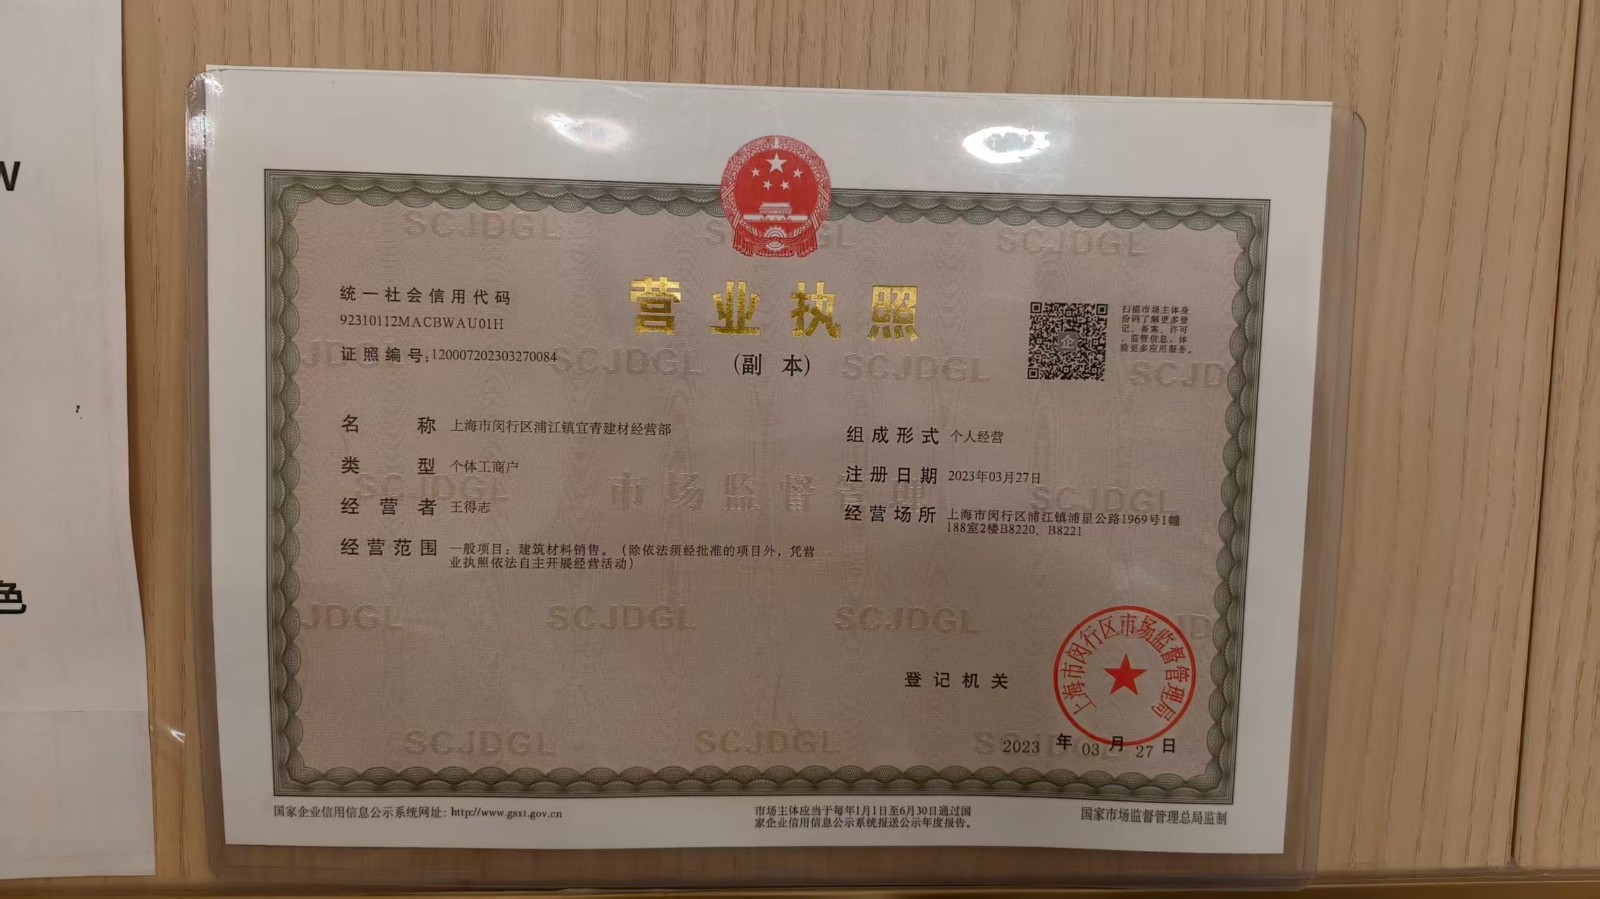 W
色
统一社会信用代码
92310112MACBWAU01H
证照编号:120007202303270084
营业执照
(副 本)
扫描市场主体身
份码了解更多登
记、备案、许可
、监管信息，体
验更多应用服务。
名 称 上海市闵行区浦江镇宜青建材经营部
类 型 个体工商户
经营者 王得志
经营范围 一般项目：建筑材料销售。（除依法须经批准的项目外，凭营
业执照依法自主开展经营活动）
组成形式 个人经营
注册日期 2023年03月27日
经营场所 上海市闵行区浦江镇浦星公路1969号1幢
188室2楼B8220、B8221
SCJDGL
市场监督管理
登记机关
上海市闵行区市场监督管理局
2023 年 03 月 27 日
国家企业信用信息公示系统网址：http://www.gsxt.gov.cn
市场主体应当于每年1月1日至6月30日通过国
家企业信用信息公示系统报送公示年度报告。
国家市场监督管理总局监制